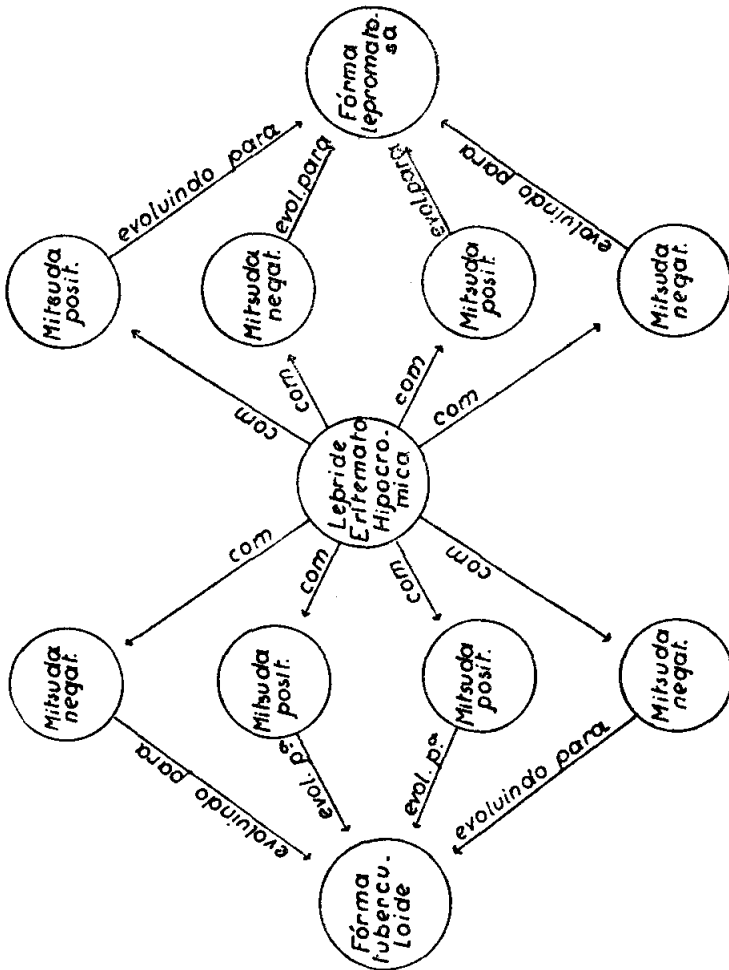 Fórma
tubercu-
loide
evoluindo para
evol. pª
evol. pª
evoluindo para
Mitsuda
negat.
Mitsuda
posit.
Mitsuda
posit.
Mitsuda
negat.
com
com
com
com
Lepride
Eritemato
Hipocro-
mica
com
com
com
com
Mitsuda
negat.
Mitsuda
posit.
Mitsuda
negat.
Mitsuda
posit.
evoluindo para
evol.para
evol.para
evoluindo para
Fórma
lepromato-
sa